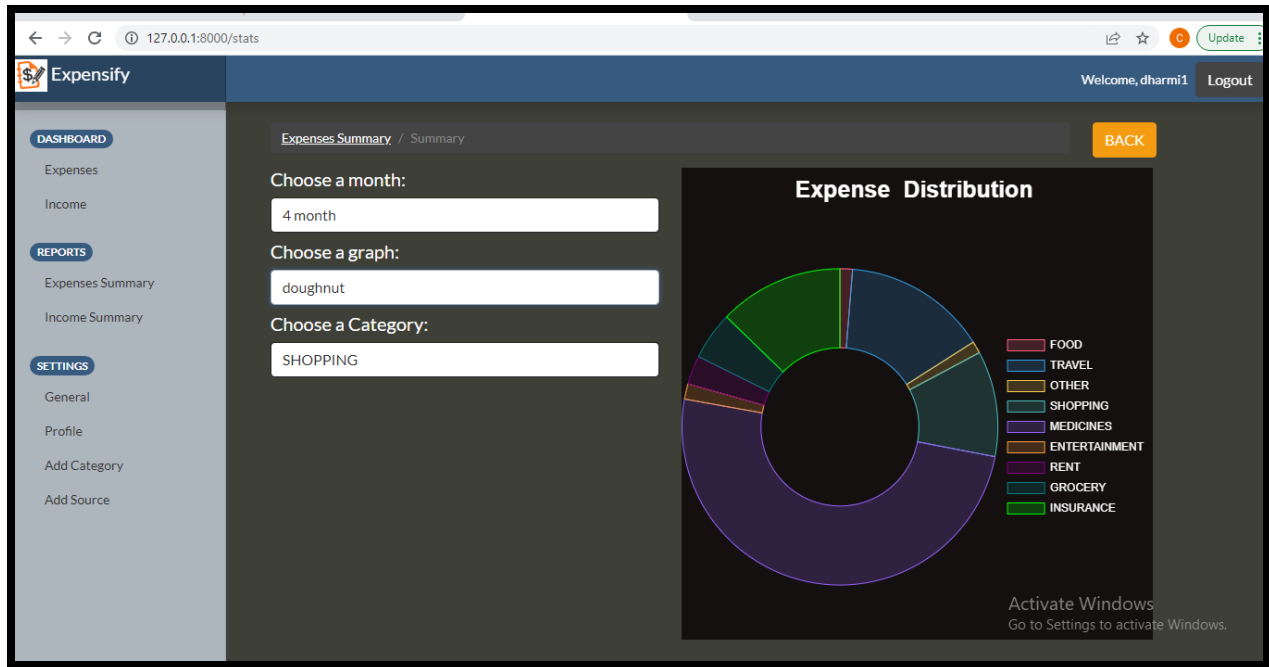 127.0.0.1:8000/stats
C
Update
Expensify
Welcome, dharmi1
Logout
DASHBOARD
Expenses
Income
REPORTS
Expenses Summary
Income Summary
SETTINGS
General
Profile
Add Category
Add Source
Expenses Summary / Summary
BACK
Choose a month:
4 month
Choose a graph:
doughnut
Choose a Category:
SHOPPING
Expense Distribution
FOOD
TRAVEL
OTHER
SHOPPING
MEDICINES
ENTERTAINMENT
RENT
GROCERY
INSURANCE
Activate Windows
Go to Settings to activate Windows.